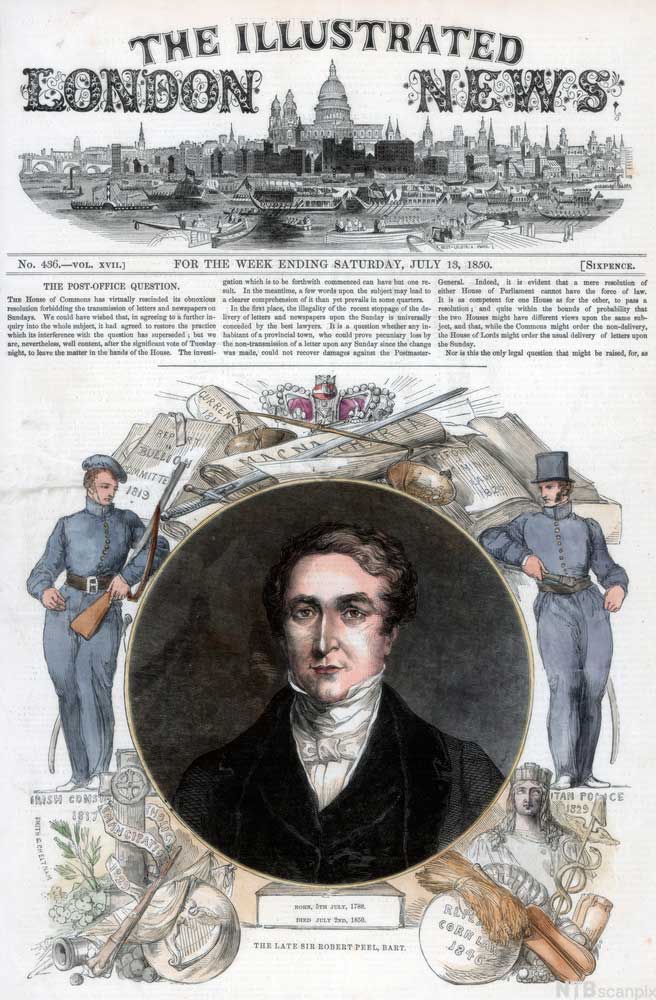 THE ILLUSTRATED
LONDON NEWS
No. 436.—VOL. XVII.]
FOR THE WEEK ENDING SATURDAY, JULY 13, 1850.
[SIXPENCE.
THE POST-OFFICE QUESTION.
THE House of Commons has virtually rescinded its obnoxious
resolution forbidding the transmission of letters and newspapers on
Sundays. We could have wished that, in agreeing to a further in-
quiry into the whole subject, it had agreed to restore the practice
which its interference with the question has superseded; but we
are, nevertheless, well content, after the significant vote of Tuesday
night, to leave the matter in the hands of the House. The investi-
gation which is to be forthwith commenced can have but one re-
sult. In the meantime, a few words upon the subject may lead to
a clearer comprehension of it than yet prevails in some quarters.
In the first place, the illegality of the recent stoppage of the de-
livery of letters and newspapers upon the Sunday is universally
conceded by the best lawyers. It is a question whether any in-
habitant of a provincial town, who could prove pecuniary loss by
the non-transmission of a letter upon any Sunday since the change
was made, could not recover damages against the Postmaster-
General. Indeed, it is evident that a mere resolution of
either House of Parliament cannot have the force of law.
It is as competent for one House as for the other, to pass a
resolution; and quite within the bounds of probability that
the two Houses might have different views upon the same sub-
ject, and that, while the Commons might order the non-delivery,
the House of Lords might order the usual delivery of letters upon
the Sunday.
Nor is this the only legal question that might be raised, for, as
CURRENCY
REPORT
BULLION
COMMITTEE
1819
MAGNA
IRISH CONST
1817
TAN POLICE
1829
SMITH & CHELTNAM
BORN, 5TH JULY, 1788.
DIED JULY 2ND, 1850.
REPEAL
CORN LAWS
1846
THE LATE SIR ROBERT PEEL, BART.
NTB scanpix